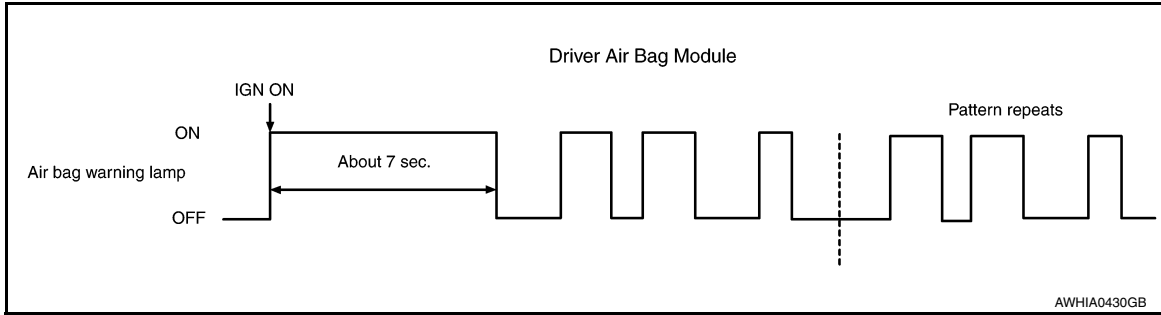 Driver Air Bag Module
IGN ON
Pattern repeats
ON
About 7 sec.
Air bag warning lamp
OFF
AWHIA0430GB